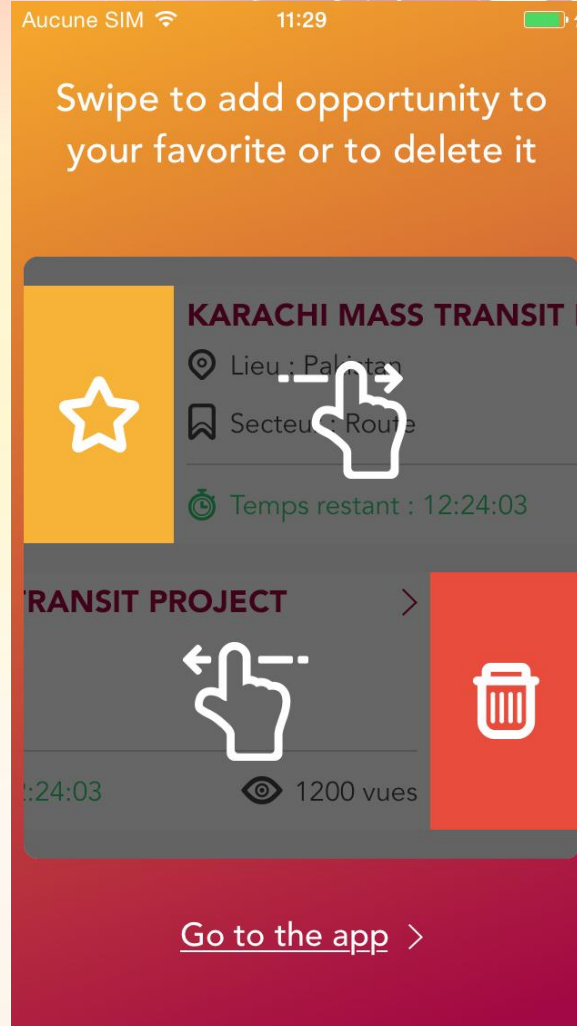 Aucune SIM 11:29
Swipe to add opportunity to
your favorite or to delete it
KARACHI MASS TRANSIT
Lieu : Pakistan
Secteur : Route
Temps restant : 12:24:03
RANSIT PROJECT
:24:03 1200 vues
Go to the app